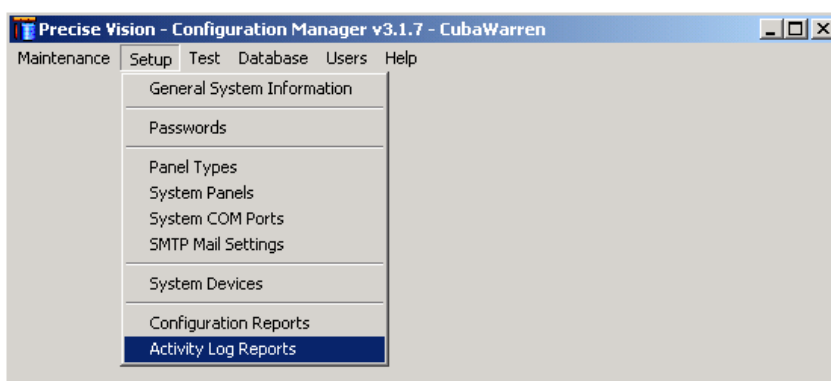 Precise Vision - Configuration Manager v3.1.7 - CubaWarren
Maintenance Setup Test Database Users Help
General System Information
Passwords
Panel Types
System Panels
System COM Ports
SMTP Mail Settings
System Devices
Configuration Reports
Activity Log Reports